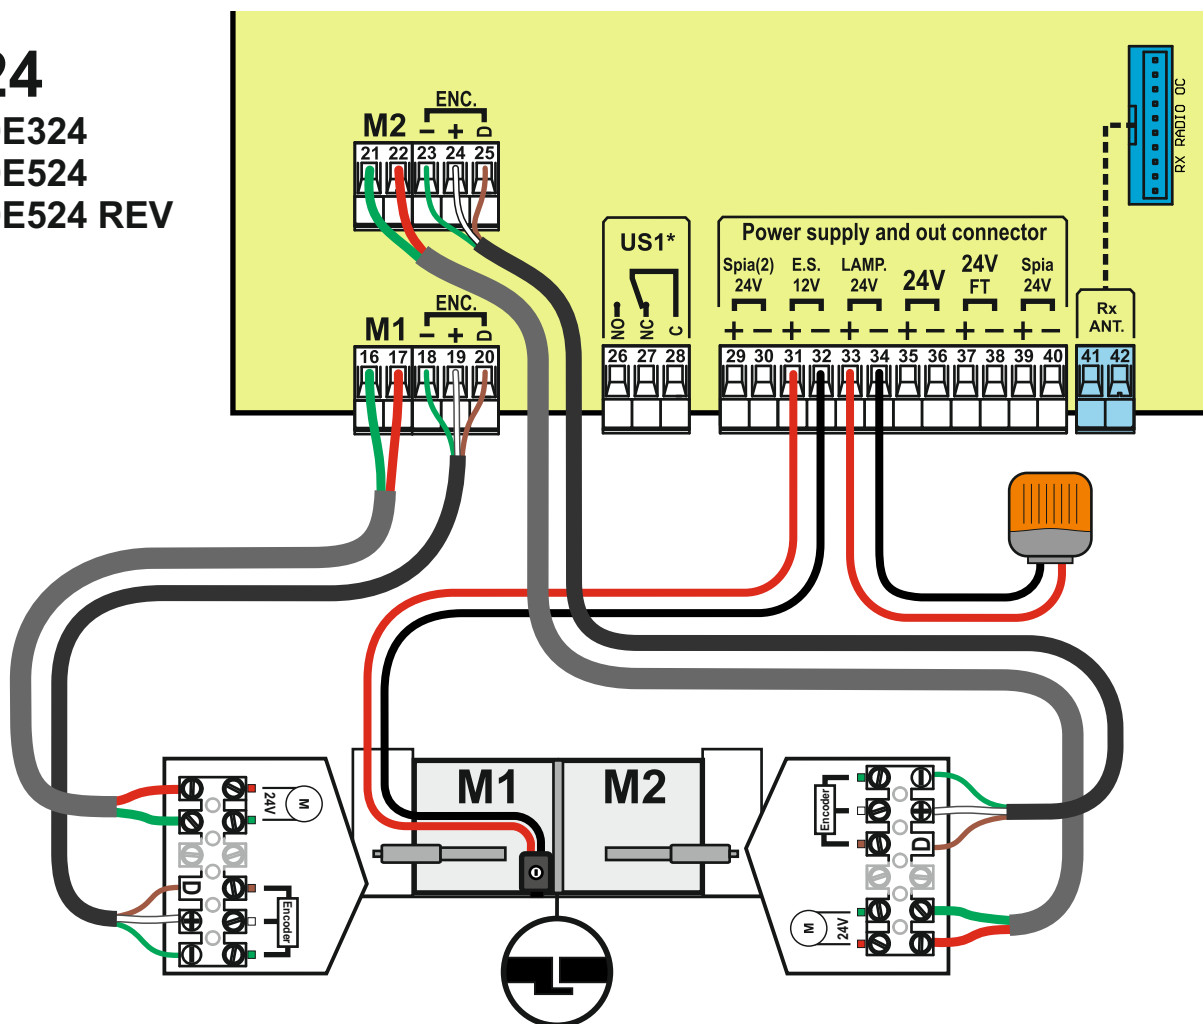 24
E324
E524
E524 REV
ENC.
M2 − + D
21 22 23 24 25
ENC.
M1 − + D
16 17 18 19 20
US1*
NO NC C
26 27 28
Power supply and out connector
Spia(2) E.S. LAMP. 24V 24V Spia
24V 12V 24V FT 24V
+ − + − + − + − + − + −
29 30 31 32 33 34 35 36 37 38 39 40
RX RADIO OC
Rx
ANT.
41 42
M1 M2
24V M
D
+
−
Encoder
Encoder
−
+
D
M 24V